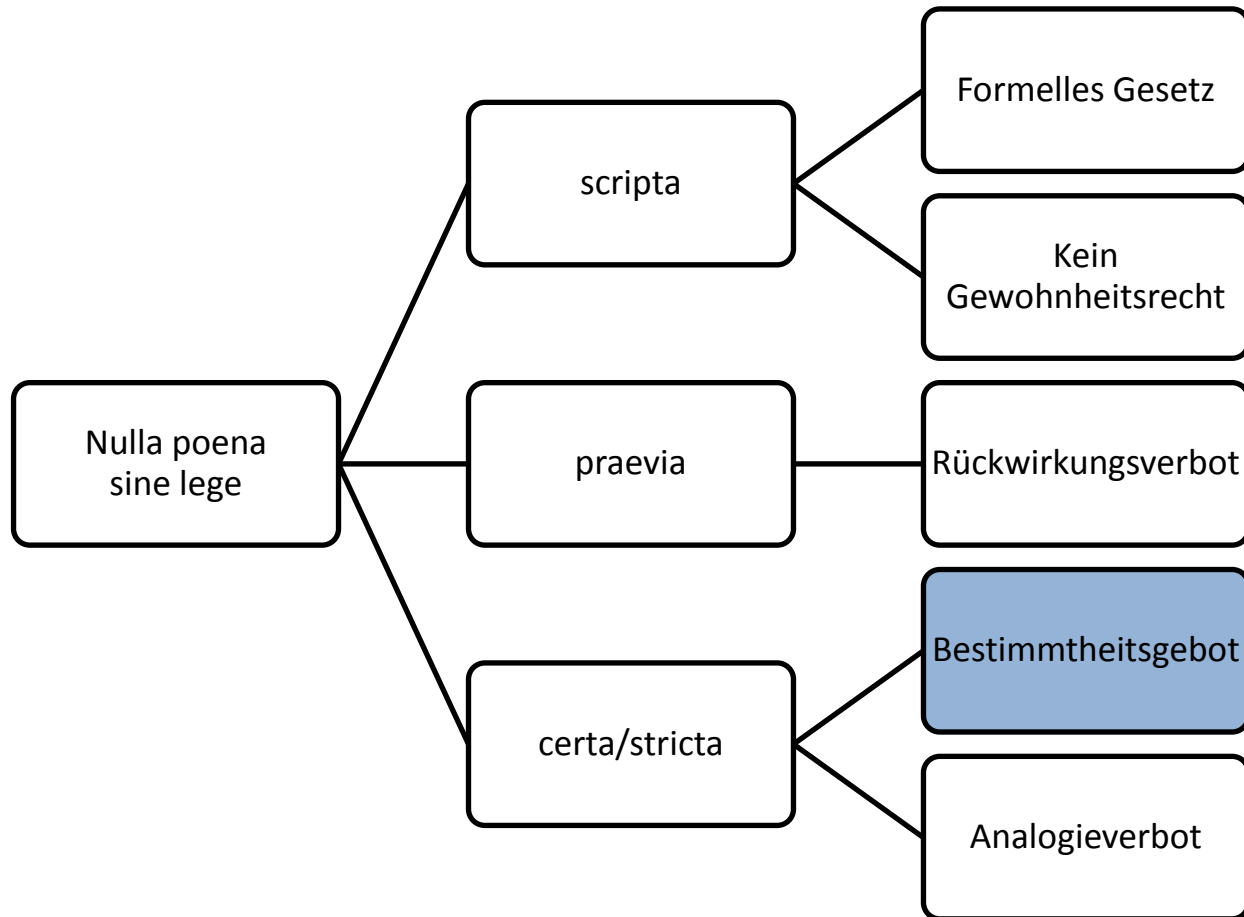 Nulla poena
sine lege
scripta
Formelles Gesetz
Kein
Gewohnheitsrecht
praevia
Rückwirkungsverbot
certa/stricta
Bestimmtheitsgebot
Analogieverbot